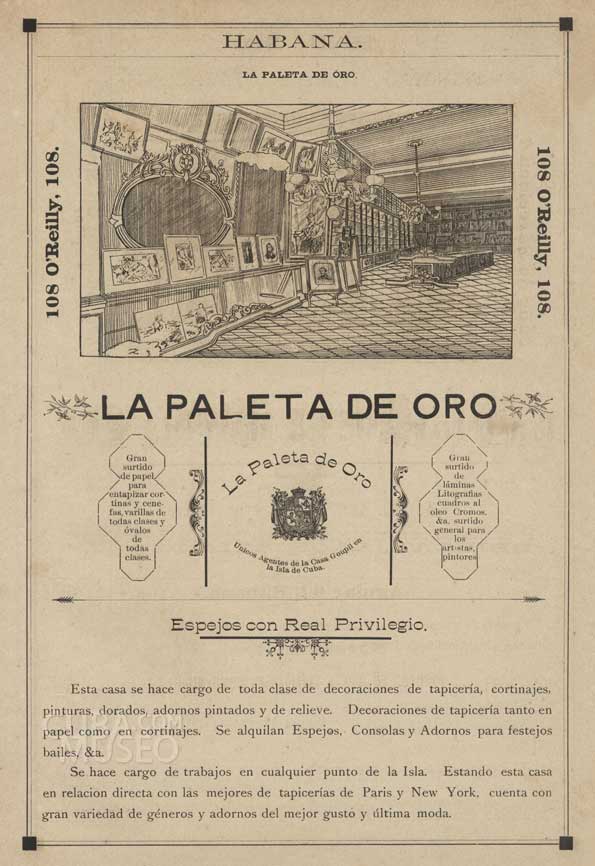 HABANA.
LA PALETA DE ORO.
108 O'Reilly, 108.
108 O'Reilly, 108.
LA PALETA DE ORO
Gran
surtido
de papel
para
entapizar cor-
tinas y cene-
fas, varillas de
todas clases y
óvalos
de
todas
clases.
La Paleta de Oro
Unicos Agentes de la Casa Goupil en
la Isla de Cuba.
Gran
surtido
de
láminas
Litografias
cuadros al
oleo Cromos.
&a, surtido
general para
los
artistas,
pintores
Espejos con Real Privilegio.
Esta casa se hace cargo de toda clase de decoraciones de tapicería, cortinajes,
pinturas, dorados, adornos pintados y de relieve. Decoraciones de tapicería tanto en
papel como en cortinajes. Se alquilan Espejos, Consolas y Adornos para festejos
bailes, &a.
Se hace cargo de trabajos en cualquier punto de la Isla. Estando esta casa
en relacion directa con las mejores de tapicerías de Paris y New York, cuenta con
gran variedad de géneros y adornos del mejor gusto y última moda.
CUBA.COM
MUSEO